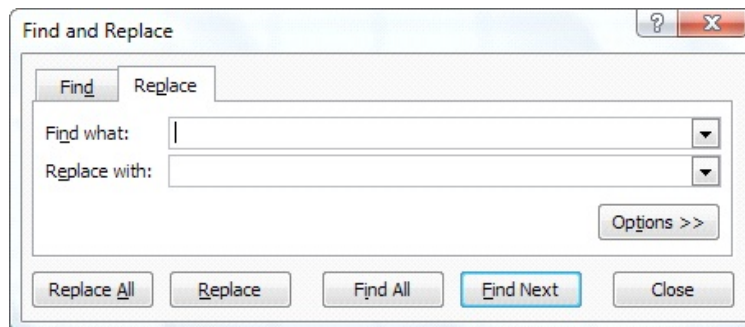 Find and Replace
Find Replace
Find what:
Replace with:
Options >>
Replace All Replace Find All Find Next Close